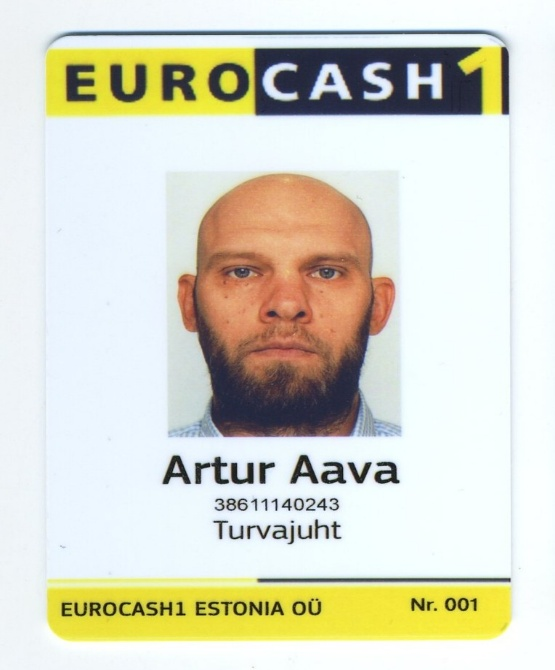 EUROCASH1
Artur Aava
38611140243
Turvajuht
EUROCASH1 ESTONIA OÜ Nr. 001